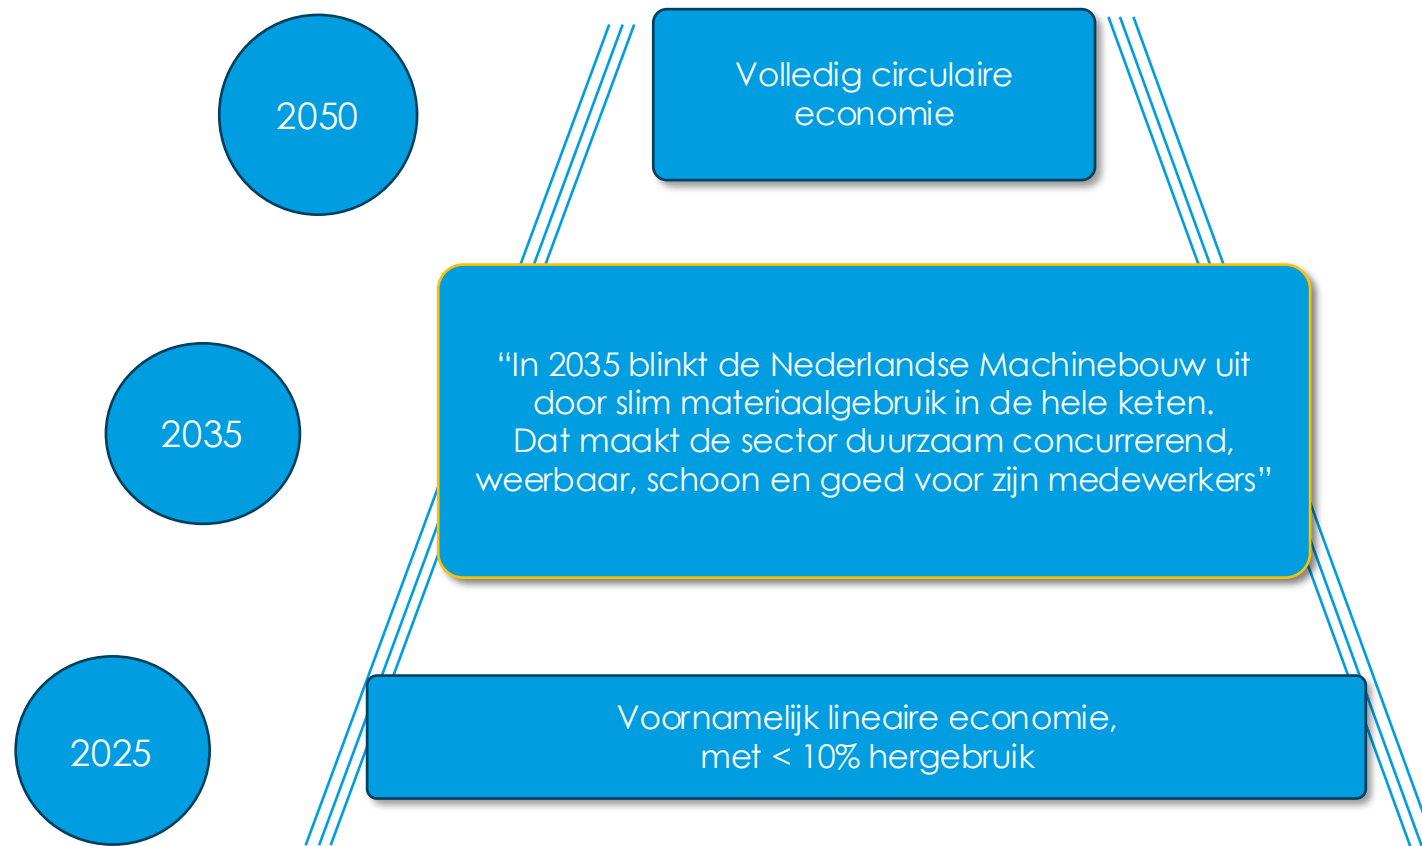 2050
Volledig circulaire
economie
2035
“In 2035 blinkt de Nederlandse Machinebouw uit
door slim materiaalgebruik in de hele keten.
Dat maakt de sector duurzaam concurrerend,
weerbaar, schoon en goed voor zijn medewerkers”
2025
Voornamelijk lineaire economie,
met < 10% hergebruik